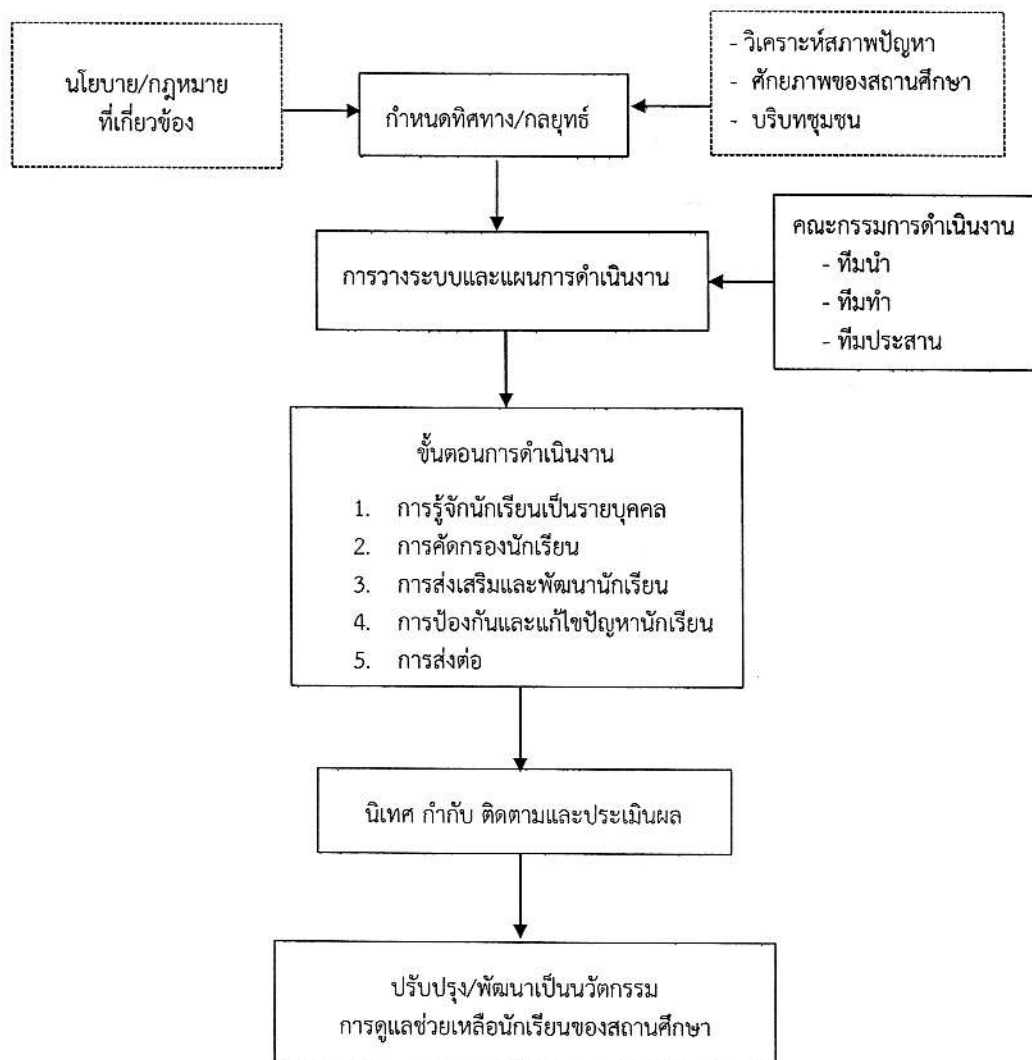 นโยบาย/กฎหมาย
ที่เกี่ยวข้อง
กำหนดทิศทาง/กลยุทธ์
- วิเคราะห์สภาพปัญหา
- ศักยภาพของสถานศึกษา
- บริบทชุมชน
การวางระบบและแผนการดำเนินงาน
คณะกรรมการดำเนินงาน
- ทีมนำ
- ทีมทำ
- ทีมประสาน
ขั้นตอนการดำเนินงาน
1. การรู้จักนักเรียนเป็นรายบุคคล
2. การคัดกรองนักเรียน
3. การส่งเสริมและพัฒนานักเรียน
4. การป้องกันและแก้ไขปัญหานักเรียน
5. การส่งต่อ
นิเทศ กำกับ ติดตามและประเมินผล
ปรับปรุง/พัฒนาเป็นนวัตกรรม
การดูแลช่วยเหลือนักเรียนของสถานศึกษา